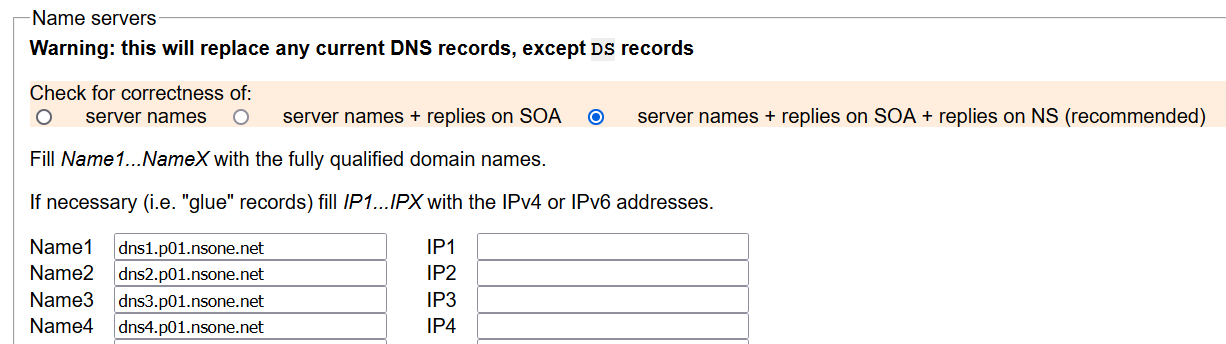 Name servers
Warning: this will replace any current DNS records, except DS records
Check for correctness of:
server names server names + replies on SOA server names + replies on SOA + replies on NS (recommended)
Fill Name1...NameX with the fully qualified domain names.
If necessary (i.e. "glue" records) fill IP1...IPX with the IPv4 or IPv6 addresses.
Name1 dns1.p01.nsone.net IP1
Name2 dns2.p01.nsone.net IP2
Name3 dns3.p01.nsone.net IP3
Name4 dns4.p01.nsone.net IP4